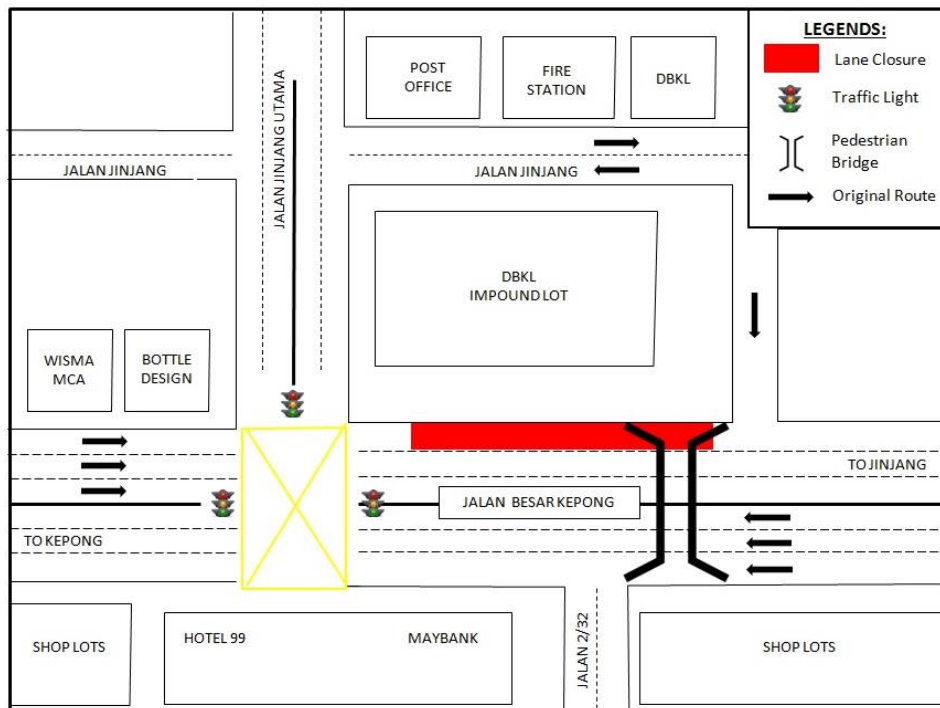 LEGENDS:
Lane Closure
Traffic Light
Pedestrian
Bridge
Original Route
POST
OFFICE
FIRE
STATION
DBKL
JALAN JINJANG UTAMA
JALAN JINJANG
JALAN JINJANG
DBKL
IMPOUND LOT
WISMA
MCA
BOTTLE
DESIGN
TO JINJANG
JALAN BESAR KEPONG
TO KEPONG
SHOP LOTS
HOTEL 99
MAYBANK
JALAN 2/32
SHOP LOTS